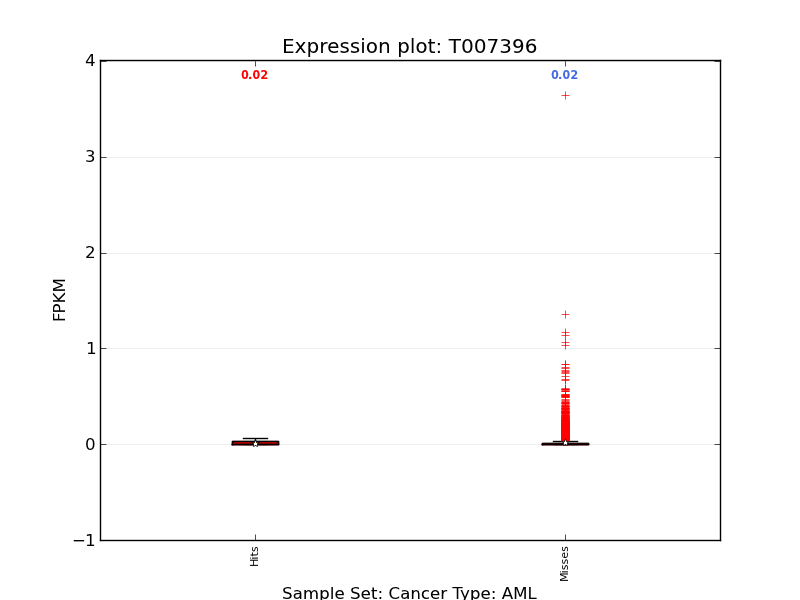 Expression plot: T007396
0.02 0.02
4
3
2
1
0
−1
FPKM
Hits
Misses
Sample Set: Cancer Type: AML